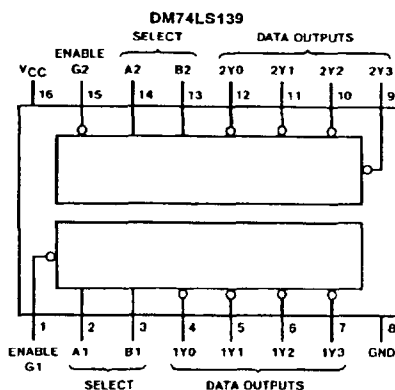 DM74LS139
SELECT DATA OUTPUTS
ENABLE
VCC G2 A2 B2 2Y0 2Y1 2Y2 2Y3
16 15 14 13 12 11 10 9
1 2 3 4 5 6 7 8
ENABLE A1 B1 1Y0 1Y1 1Y2 1Y3 GND
G1
SELECT DATA OUTPUTS